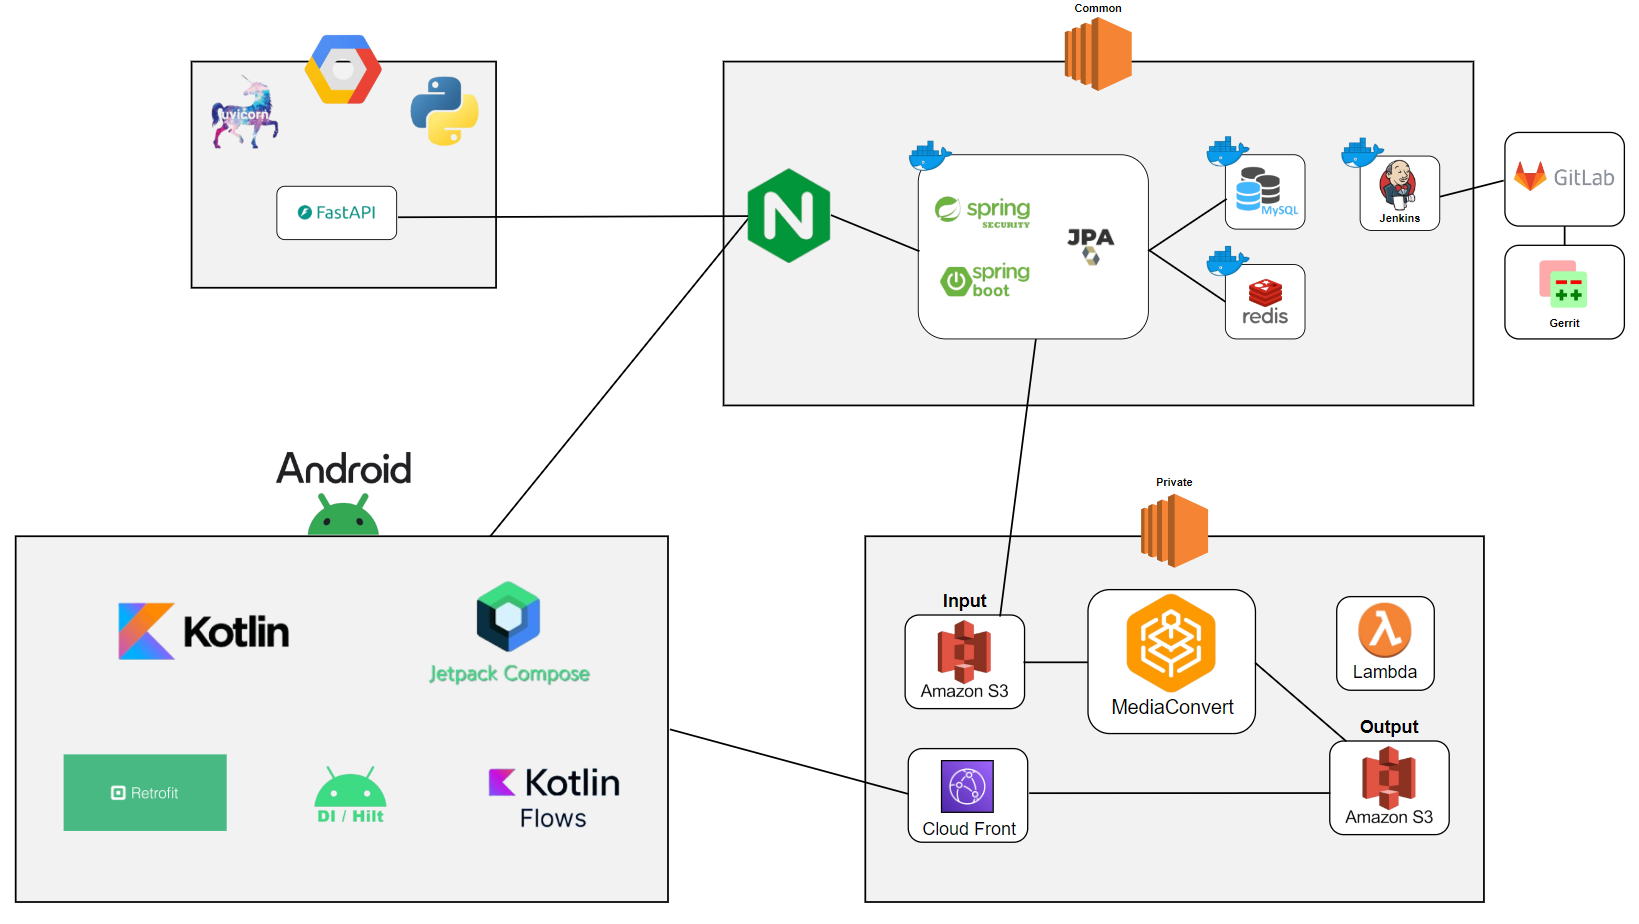 Common
uvicorn
FastAPI
spring
SECURITY
JPA
spring
boot
MySQL
redis
Jenkins
GitLab
Gerrit
Android
Kotlin
Jetpack Compose
Retrofit
DI / Hilt
Kotlin
Flows
Private
Input
Amazon S3
MediaConvert
Lambda
Output
Amazon S3
Cloud Front